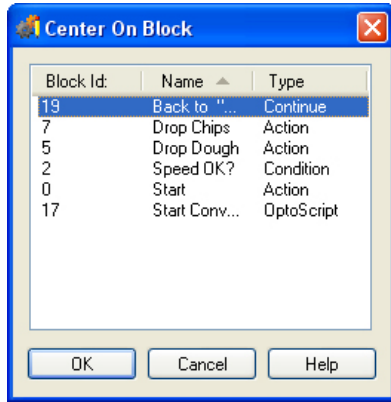 Center On Block
Block Id: Name Type
19 Back to "... Continue
7 Drop Chips Action
5 Drop Dough Action
2 Speed OK? Condition
0 Start Action
17 Start Conv... OptoScript
OK Cancel Help